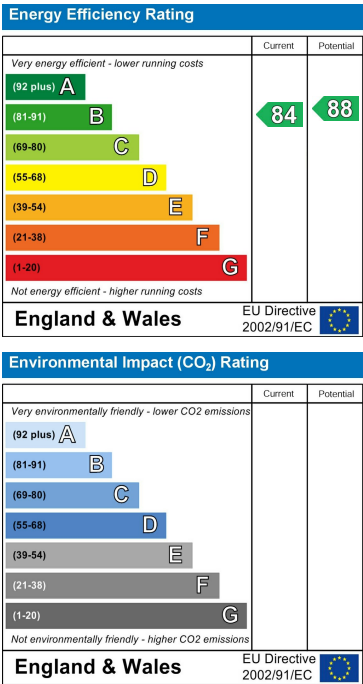 Energy Efficiency Rating
Current Potential
Very energy efficient - lower running costs
(92 plus) A
(81-91) B
84 88
(69-80) C
(55-68) D
(39-54) E
(21-38) F
(1-20) G
Not energy efficient - higher running costs
England & Wales
EU Directive
2002/91/EC
Environmental Impact (CO₂) Rating
Current Potential
Very environmentally friendly - lower CO2 emissions
(92 plus) A
(81-91) B
(69-80) C
(55-68) D
(39-54) E
(21-38) F
(1-20) G
Not environmentally friendly - higher CO2 emissions
England & Wales
EU Directive
2002/91/EC